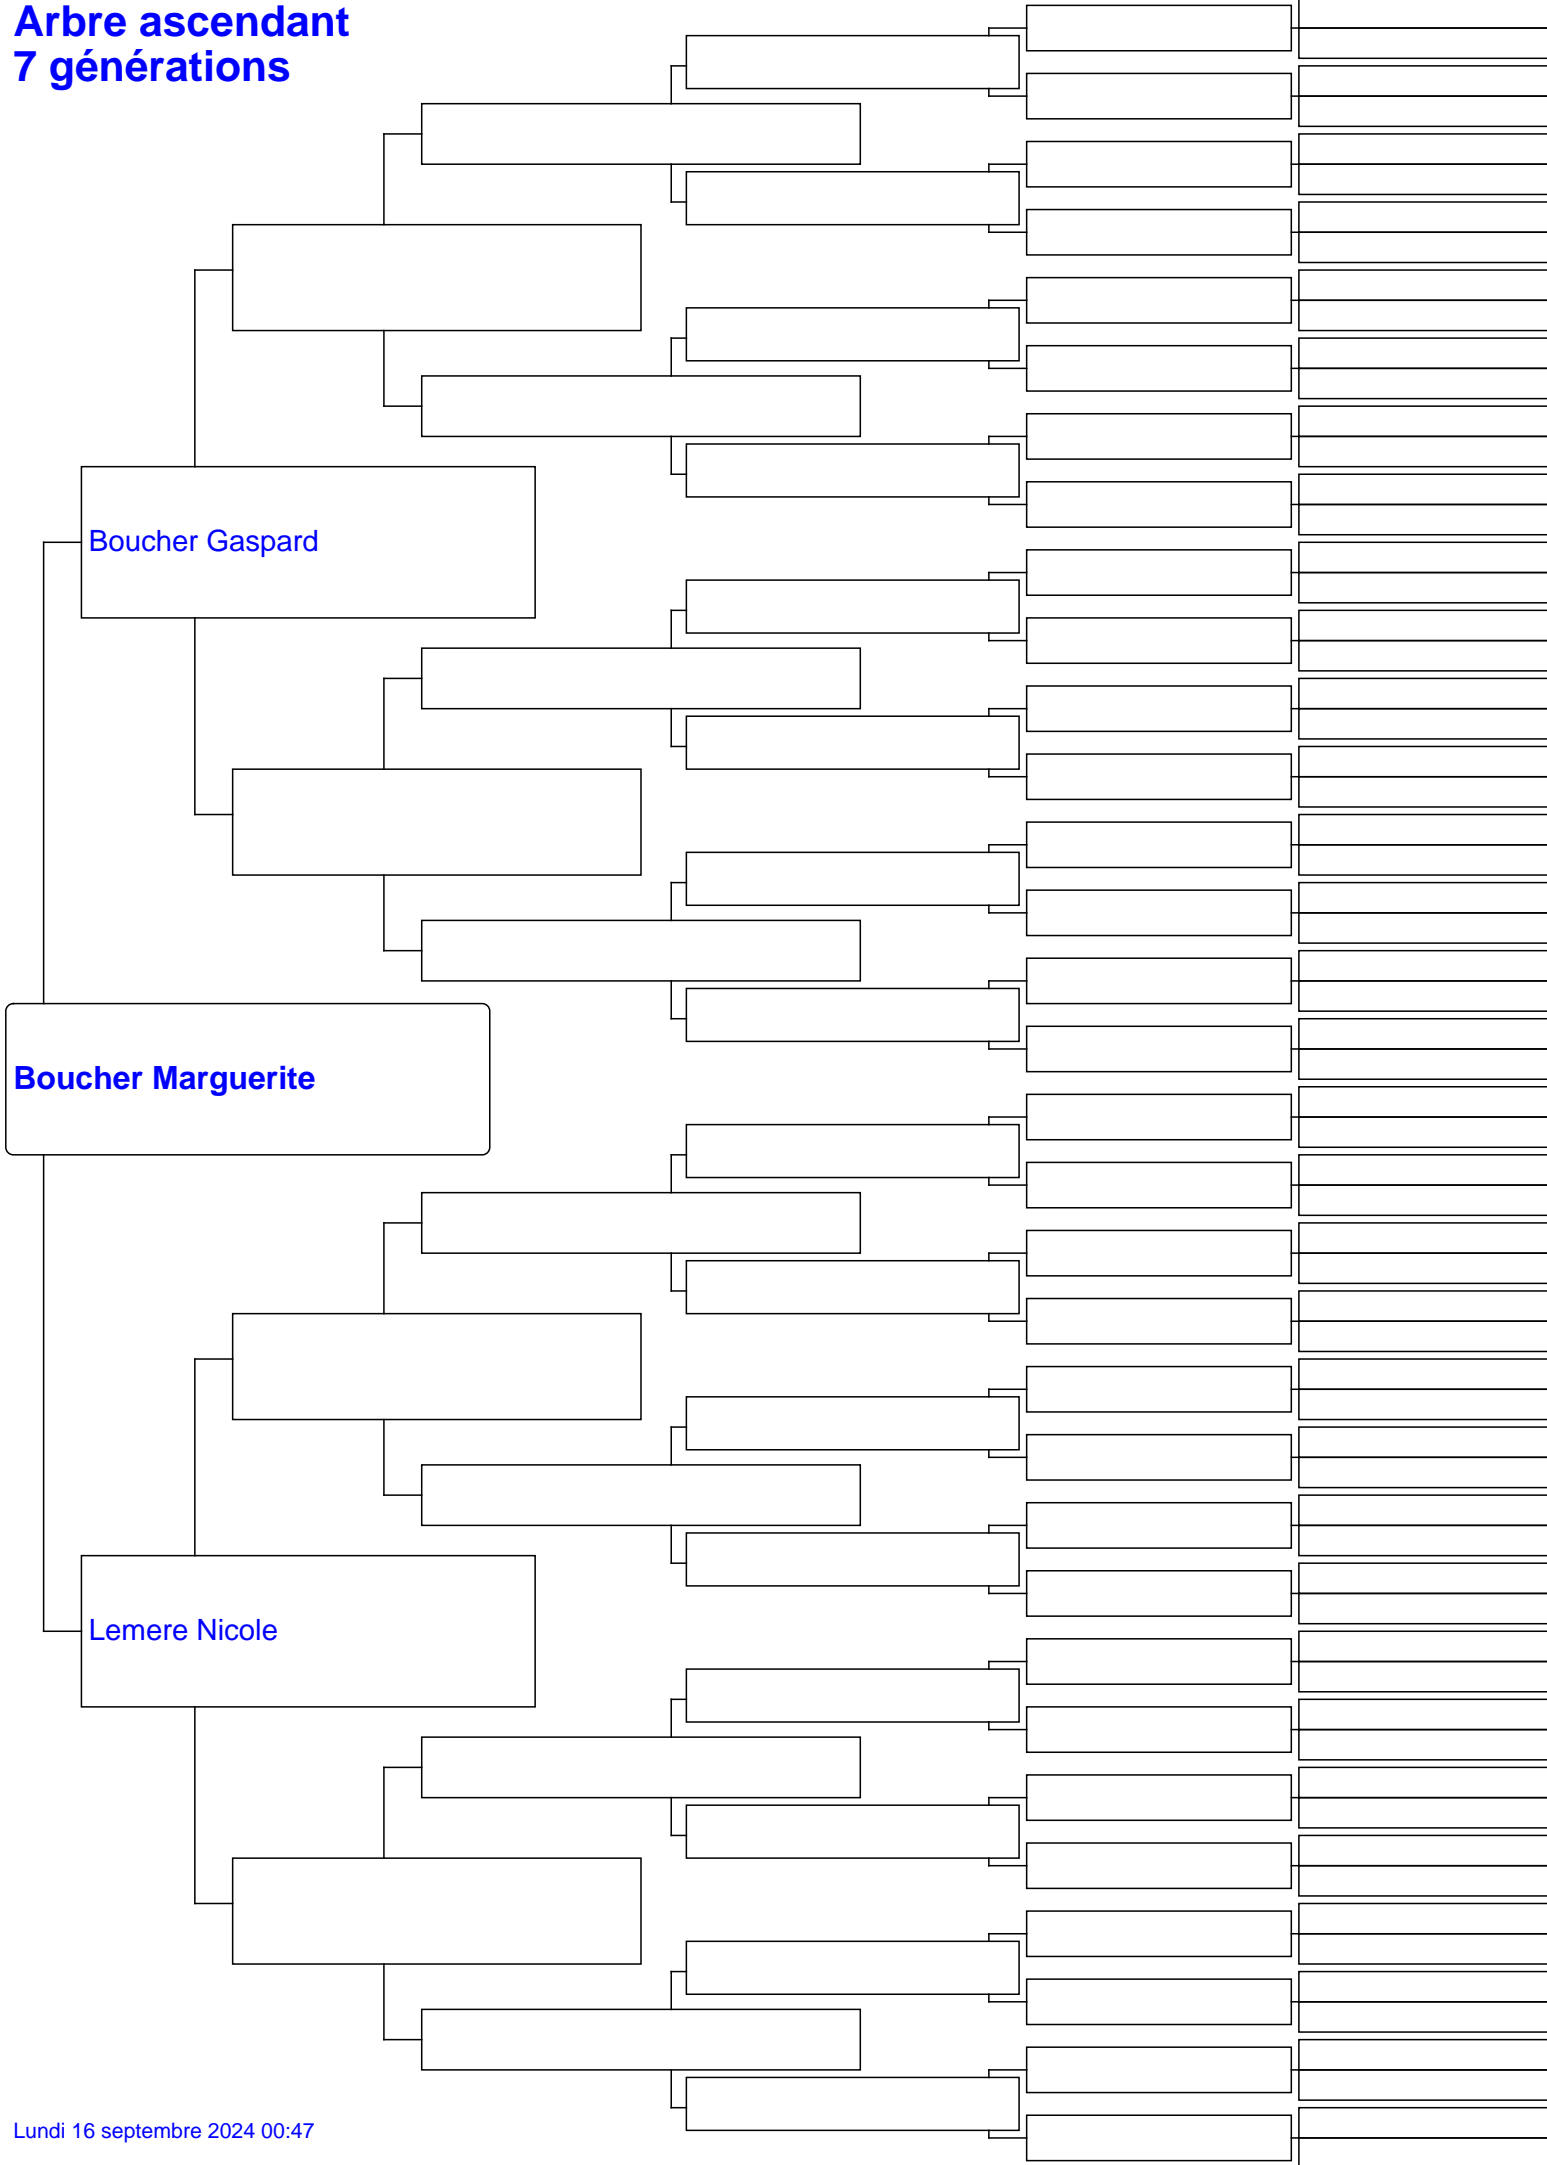 Arbre ascendant
7 générations
Boucher Gaspard
Boucher Marguerite
Lemere Nicole
Lundi 16 septembre 2024 00:47